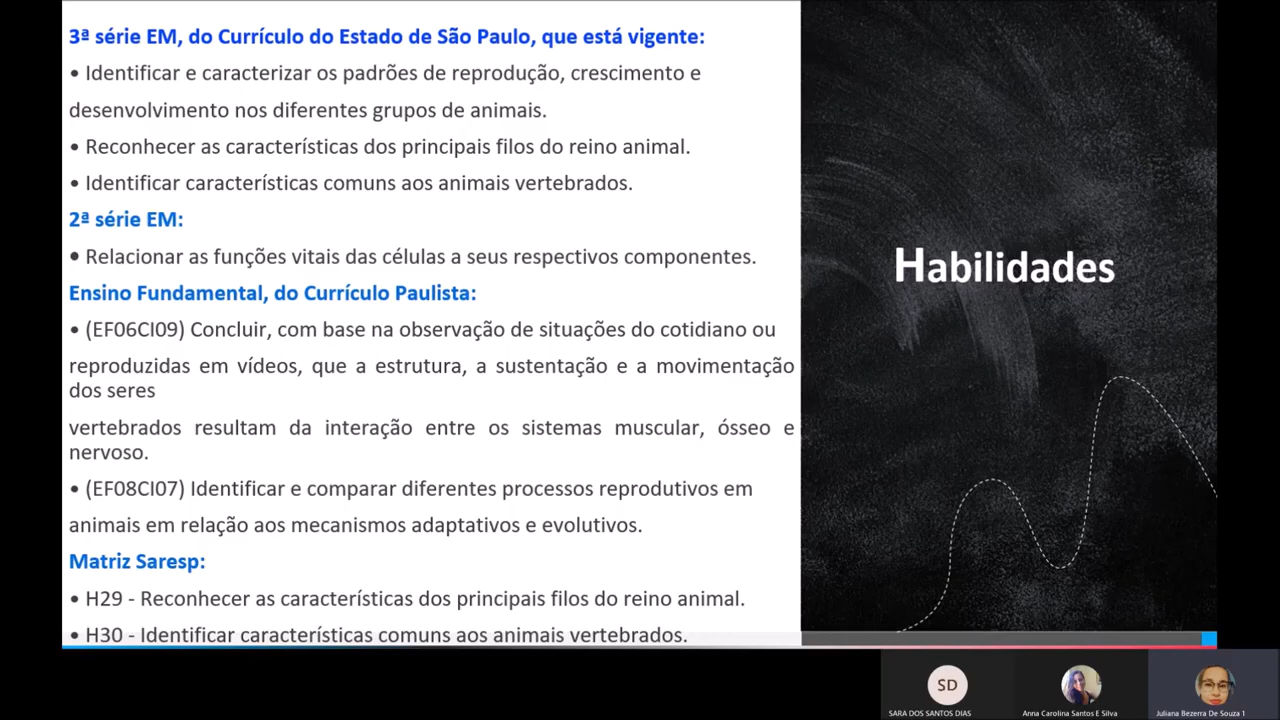 3ª série EM, do Currículo do Estado de São Paulo, que está vigente:
• Identificar e caracterizar os padrões de reprodução, crescimento e
desenvolvimento nos diferentes grupos de animais.
• Reconhecer as características dos principais filos do reino animal.
• Identificar características comuns aos animais vertebrados.
2ª série EM:
• Relacionar as funções vitais das células a seus respectivos componentes.
Ensino Fundamental, do Currículo Paulista:
• (EF06CI09) Concluir, com base na observação de situações do cotidiano ou
reproduzidas em vídeos, que a estrutura, a sustentação e a movimentação
dos seres
vertebrados resultam da interação entre os sistemas muscular, ósseo e
nervoso.
• (EF08CI07) Identificar e comparar diferentes processos reprodutivos em
animais em relação aos mecanismos adaptativos e evolutivos.
Matriz Saresp:
• H29 - Reconhecer as características dos principais filos do reino animal.
• H30 - Identificar características comuns aos animais vertebrados.
Habilidades
SD
SARA DOS SANTOS DIAS
Anna Carolina Santos E Silva
Juliana Bezerra De Souza 1